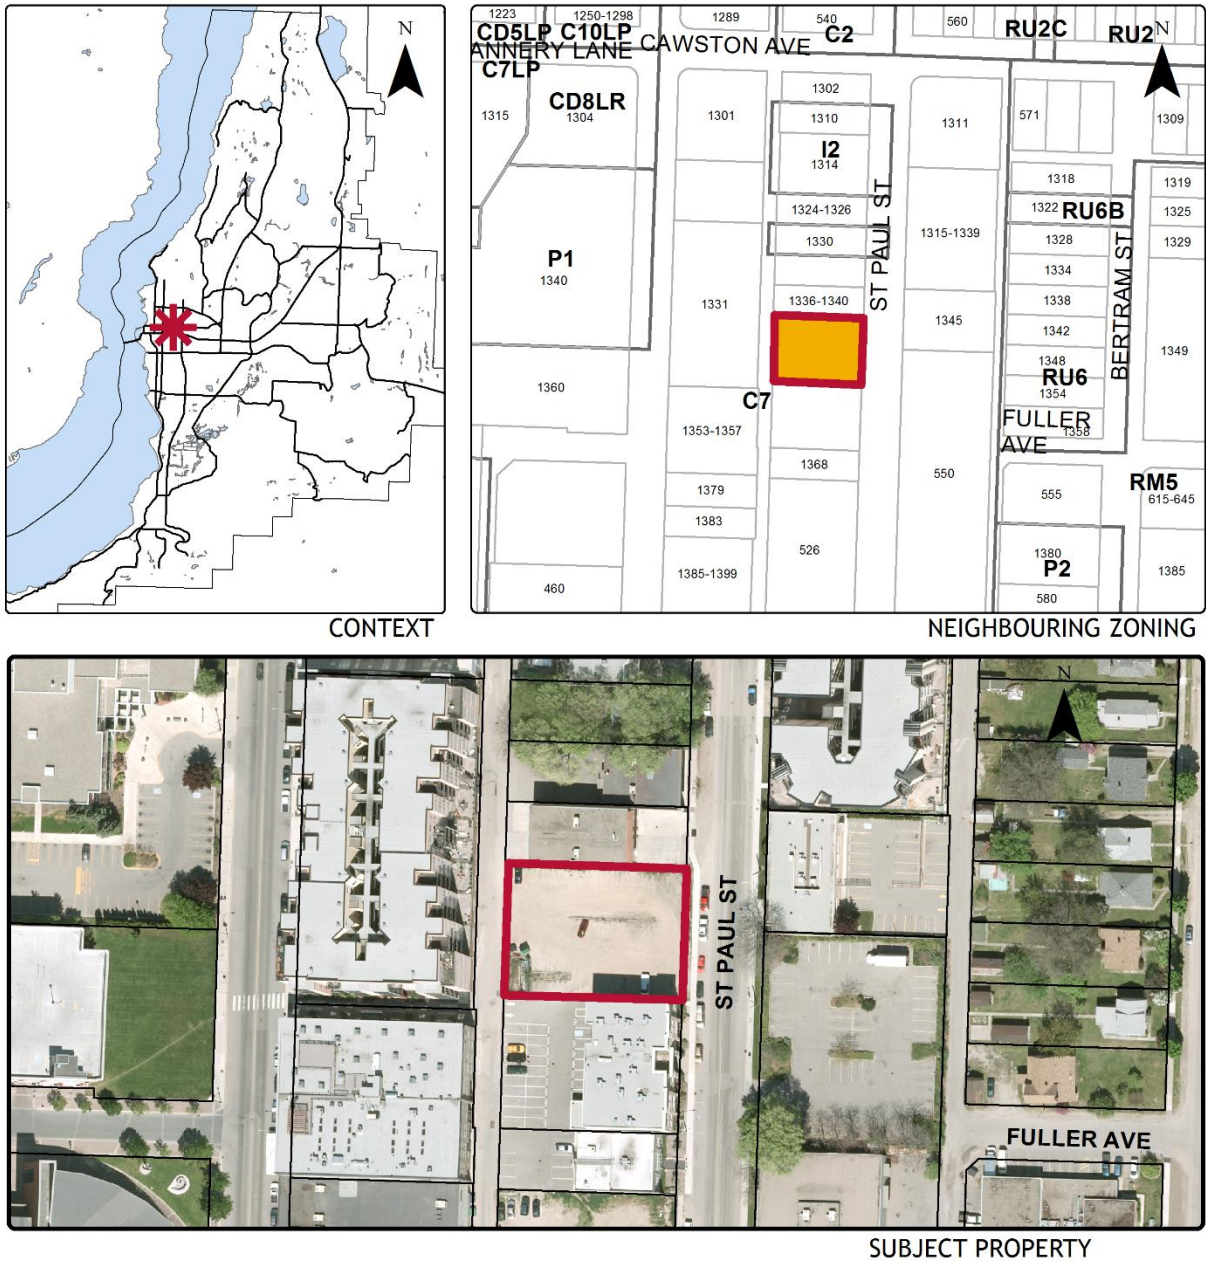 N
CONTEXT
1223
1250-1298
1289
540
560
CD5LP
C10LP
C2
RU2C
RU2
N
ANNERY LANE
CAWSTON AVE
C7LP
CD8LR
1315
1304
1301
1302
1310
I2
1314
1311
571
1309
1318
1319
1324-1326
1322
RU6B
1325
1330
1315-1339
1328
1329
P1
1340
ST PAUL ST
1334
BERTRAM ST
1331
1336-1340
1345
1338
1342
1349
1360
1348
RU6
1354
C7
FULLER
AVE
1358
1353-1357
1368
550
1379
555
RM5
615-645
1383
526
1385-1399
460
1380
P2
580
1385
NEIGHBOURING ZONING
N
ST PAUL ST
FULLER AVE
SUBJECT PROPERTY